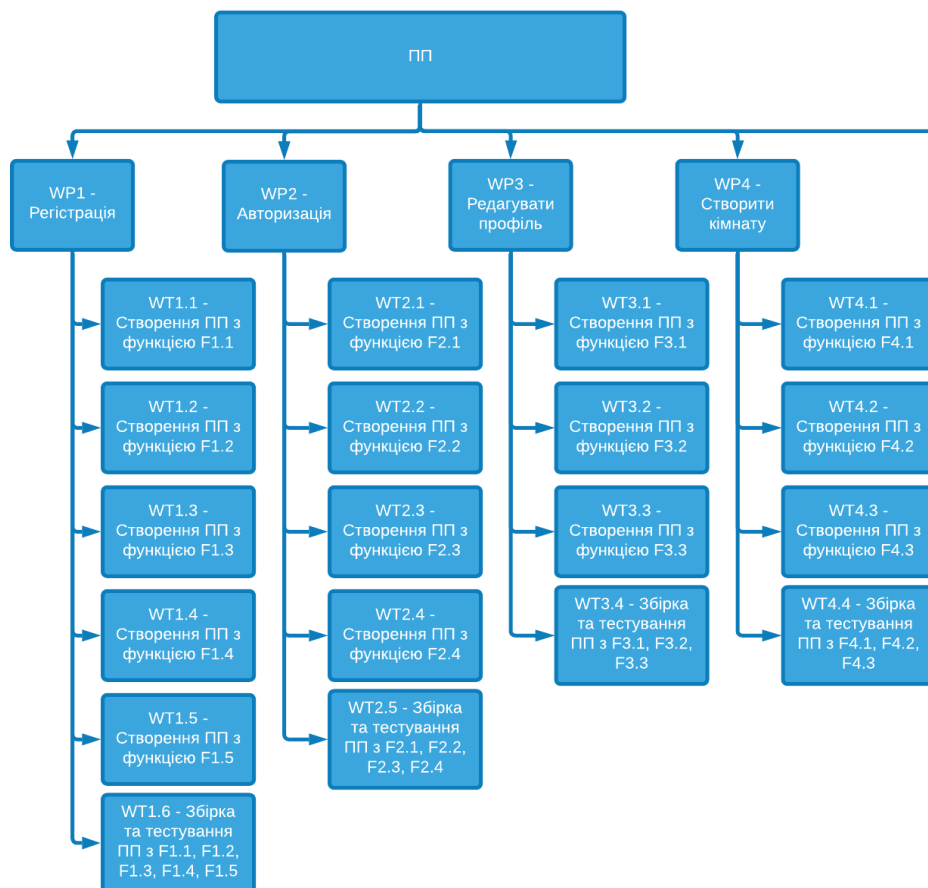 ПП
WP1 -
Регістрація
WP2 -
Авторизація
WP3 -
Редагувати
профіль
WP4 -
Створити
кімнату
WT1.1 -
Створення ПП з
функцією F1.1
WT1.2 -
Створення ПП з
функцією F1.2
WT1.3 -
Створення ПП з
функцією F1.3
WT1.4 -
Створення ПП з
функцією F1.4
WT1.5 -
Створення ПП з
функцією F1.5
WT1.6 - Збірка
та тестування
ПП з F1.1, F1.2,
F1.3, F1.4, F1.5
WT2.1 -
Створення ПП з
функцією F2.1
WT2.2 -
Створення ПП з
функцією F2.2
WT2.3 -
Створення ПП з
функцією F2.3
WT2.4 -
Створення ПП з
функцією F2.4
WT2.5 - Збірка
та тестування
ПП з F2.1, F2.2,
F2.3, F2.4
WT3.1 -
Створення ПП з
функцією F3.1
WT3.2 -
Створення ПП з
функцією F3.2
WT3.3 -
Створення ПП з
функцією F3.3
WT3.4 - Збірка
та тестування
ПП з F3.1, F3.2,
F3.3
WT4.1 -
Створення ПП з
функцією F4.1
WT4.2 -
Створення ПП з
функцією F4.2
WT4.3 -
Створення ПП з
функцією F4.3
WT4.4 - Збірка
та тестування
ПП з F4.1, F4.2,
F4.3